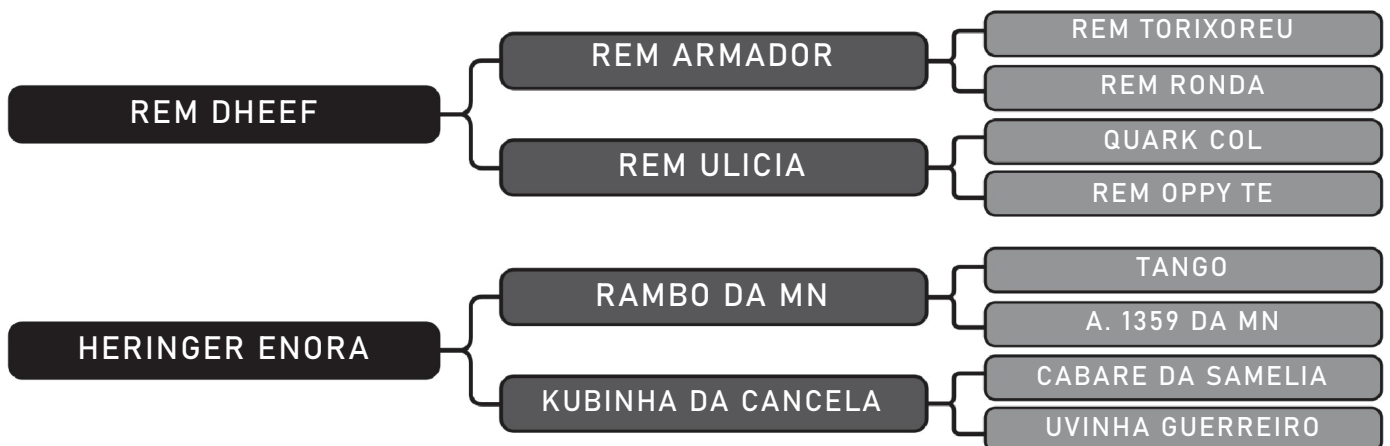 REM DHEEF
REM ARMADOR
REM TORIXOREU
REM RONDA
REM ULICIA
QUARK COL
REM OPPY TE
HERINGER ENORA
RAMBO DA MN
TANGO
A. 1359 DA MN
KUBINHA DA CANCELA
CABARE DA SAMELIA
UVINHA GUERREIRO